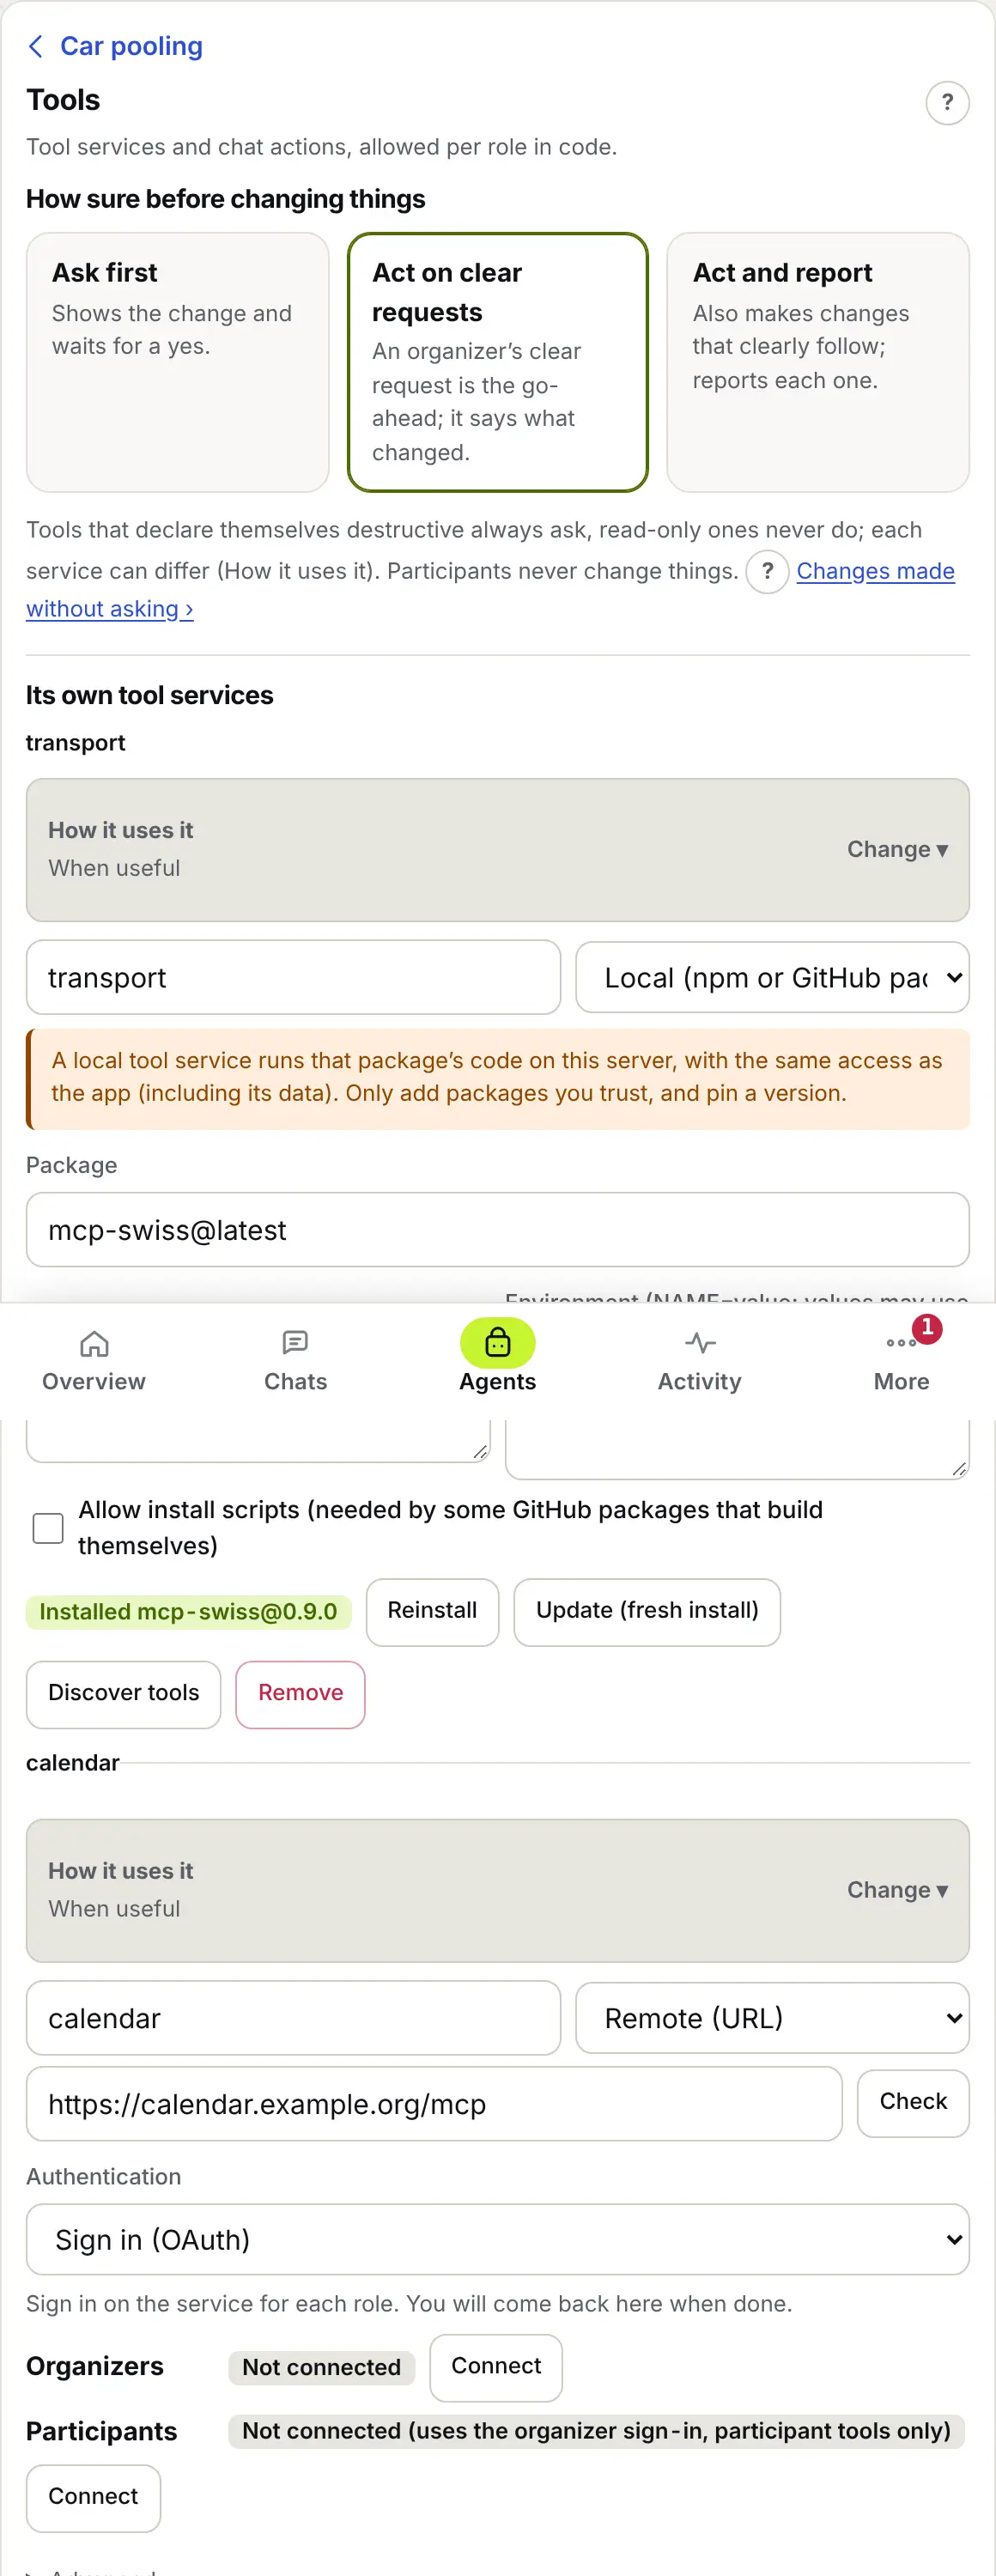 Car pooling
Tools
?
Tool services and chat actions, allowed per role in code.
How sure before changing things
Ask first
Shows the change and
waits for a yes.
Act on clear
requests
An organizer’s clear
request is the go-
ahead; it says what
changed.
Act and report
Also makes changes
that clearly follow;
reports each one.
Tools that declare themselves destructive always ask, read-only ones never do; each
service can differ (How it uses it). Participants never change things. ? Changes made
without asking ›
Its own tool services
transport
How it uses it
When useful
Change ▾
transport
Local (npm or GitHub pac
A local tool service runs that package’s code on this server, with the same access as
the app (including its data). Only add packages you trust, and pin a version.
Package
mcp-swiss@latest
Environment (NAME=value; values may use
Overview
Chats
Agents
Activity
1
More
Allow install scripts (needed by some GitHub packages that build
themselves)
Installed mcp-swiss@0.9.0
Reinstall
Update (fresh install)
Discover tools
Remove
calendar
How it uses it
When useful
Change ▾
calendar
Remote (URL)
https://calendar.example.org/mcp
Check
Authentication
Sign in (OAuth)
Sign in on the service for each role. You will come back here when done.
Organizers
Not connected
Connect
Participants
Not connected (uses the organizer sign-in, participant tools only)
Connect